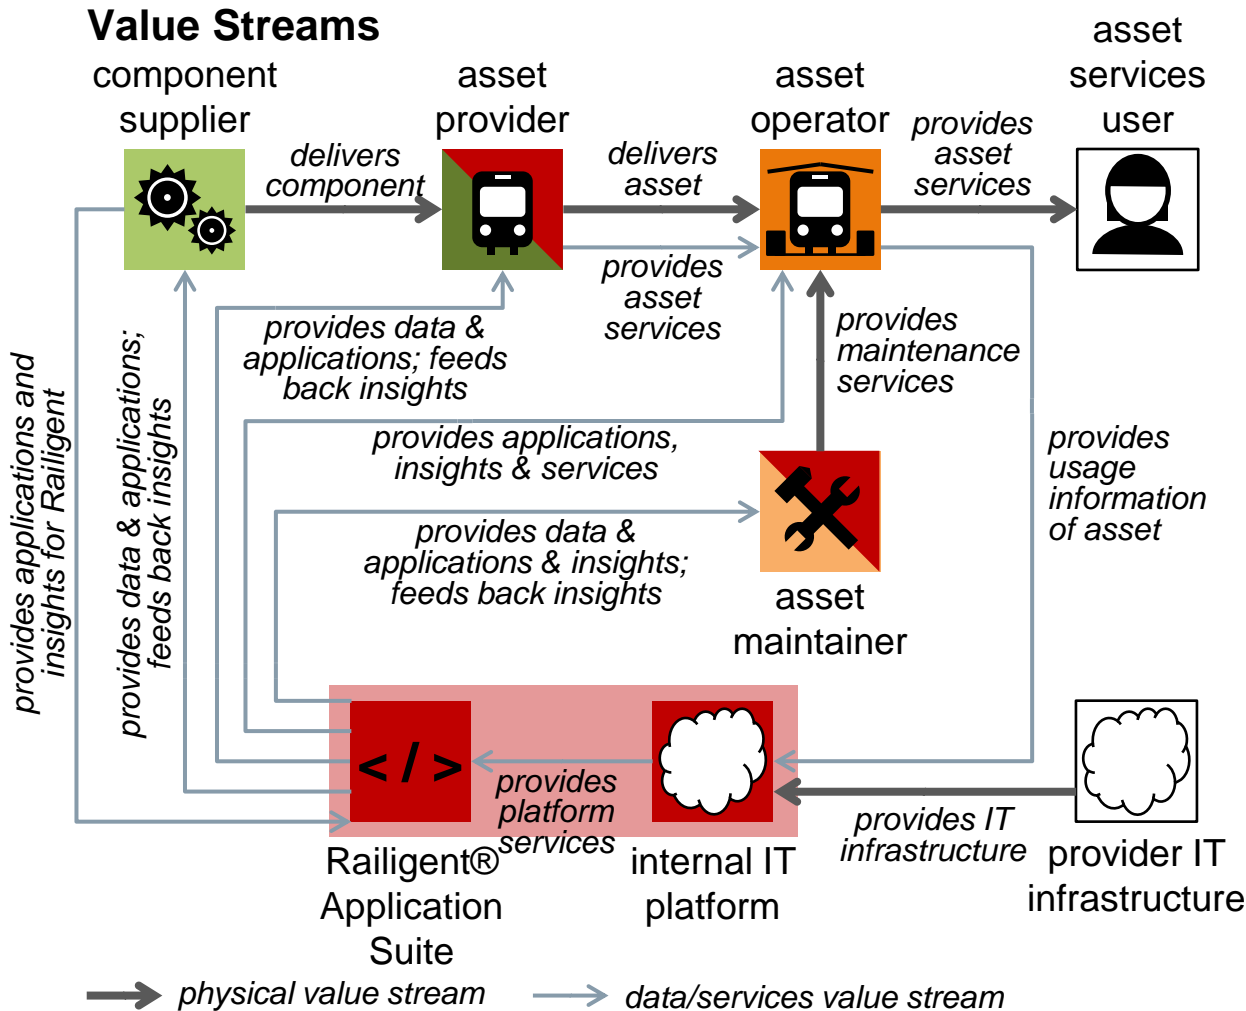 Value Streams
component
supplier
asset
provider
asset
operator
asset
services
user
delivers
component
delivers
asset
provides
asset
services
provides
asset
services
provides data &
applications; feeds
back insights
provides
maintenance
services
provides applications,
insights & services
provides
usage
information
of asset
provides data &
applications & insights;
feeds back insights
provides applications and
insights for Railigent
provides data & applications;
feeds back insights
asset
maintainer
</>
provides
platform
services
provides IT
infrastructure
Railigent®
Application
Suite
internal IT
platform
provider IT
infrastructure
physical value stream
data/services value stream